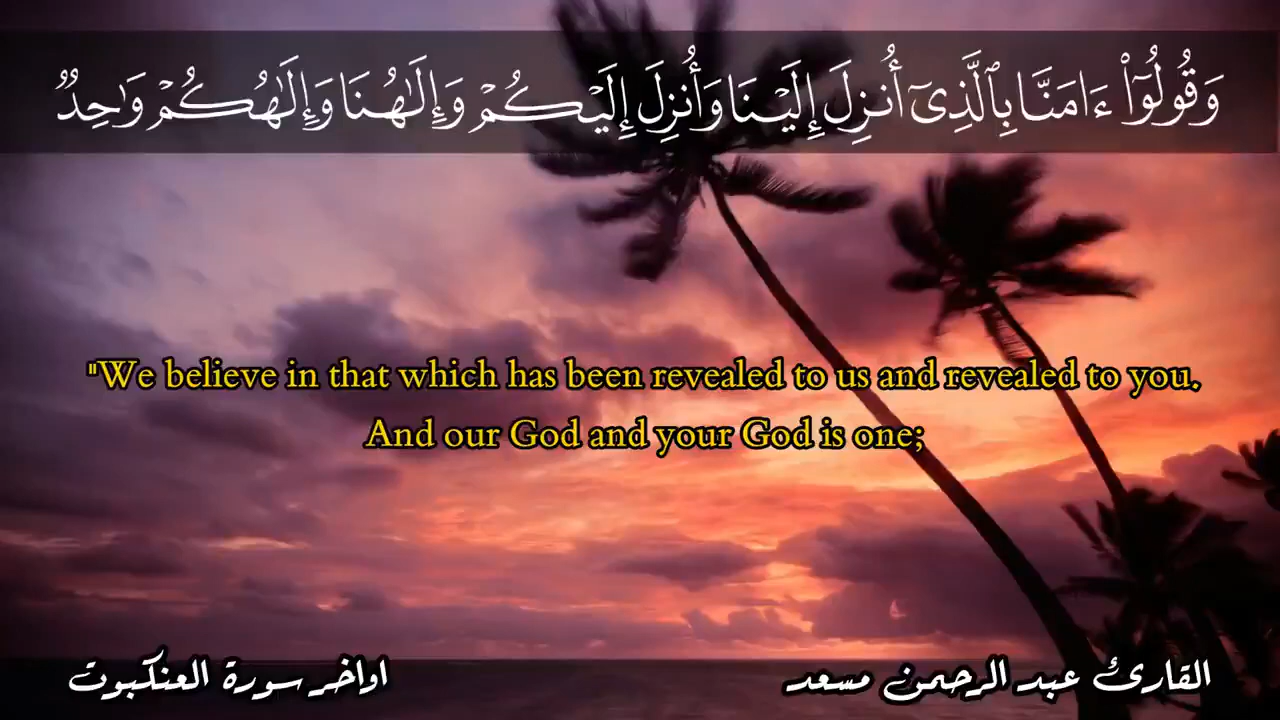 وَقُولُوٓا۟ ءَامَنَّا بِٱلَّذِىٓ أُنزِلَ إِلَيْنَا وَأُنزِلَ إِلَيْكُمْ وَإِلَٰهُنَا وَإِلَٰهُكُمْ وَٰحِدٌ
"We believe in that which has been revealed to us and revealed to you.
And our God and your God is one;
القارئ عبد الرحمن مسعد
اواخر سورة العنكبوت